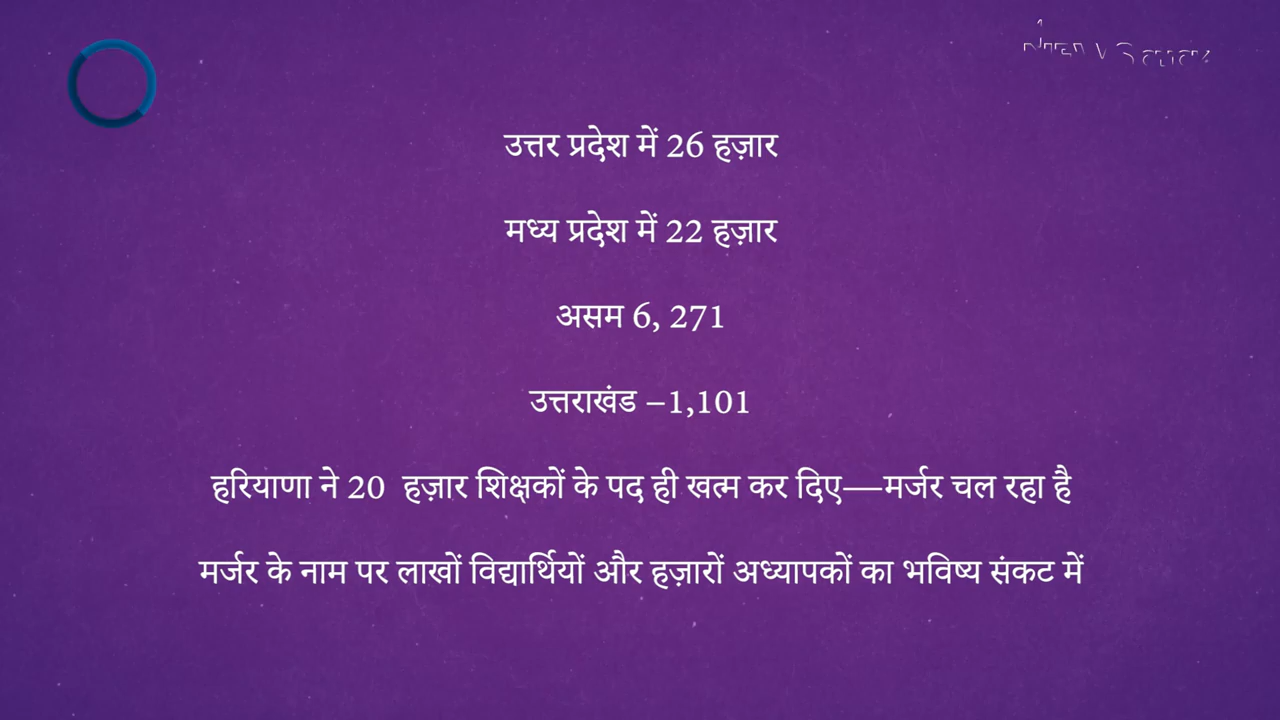 उत्तर प्रदेश में 26 हज़ार
मध्य प्रदेश में 22 हज़ार
असम 6, 271
उत्तराखंड –1,101
हरियाणा ने 20 हज़ार शिक्षकों के पद ही खत्म कर दिए—मर्जर चल रहा है
मर्जर के नाम पर लाखों विद्यार्थियों और हज़ारों अध्यापकों का भविष्य संकट में